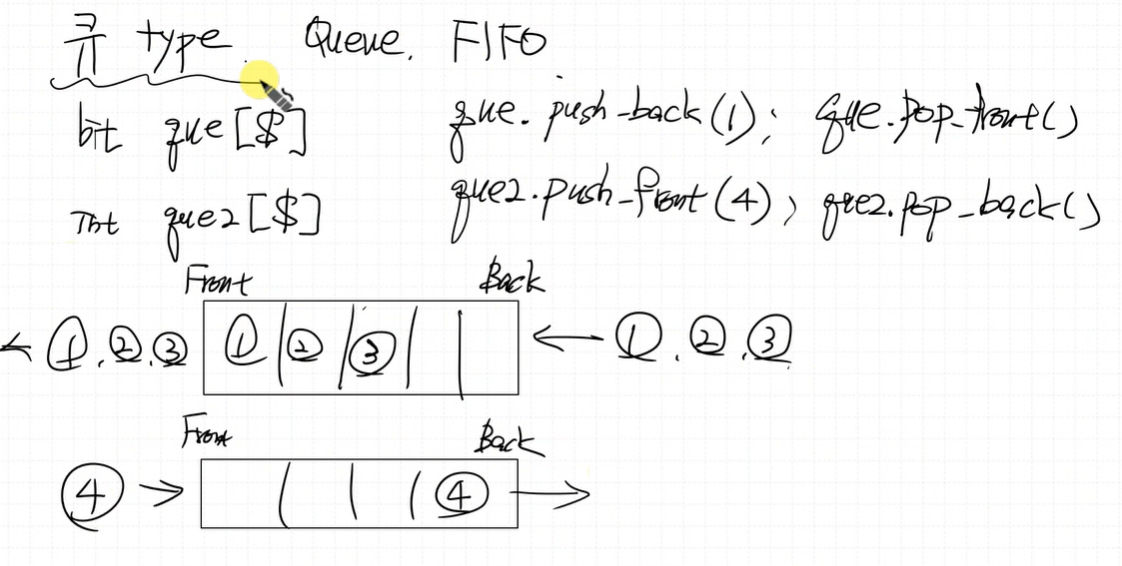 큐 type. Queue. FIFO
bit que[$] que.push_back(1); que.pop_front()
Int que2[$] que2.push_front(4); que2.pop_back()
Front Back
← ①.②.③ ① ② ③ ← ①.②.③
Front Back
④ → ④ →